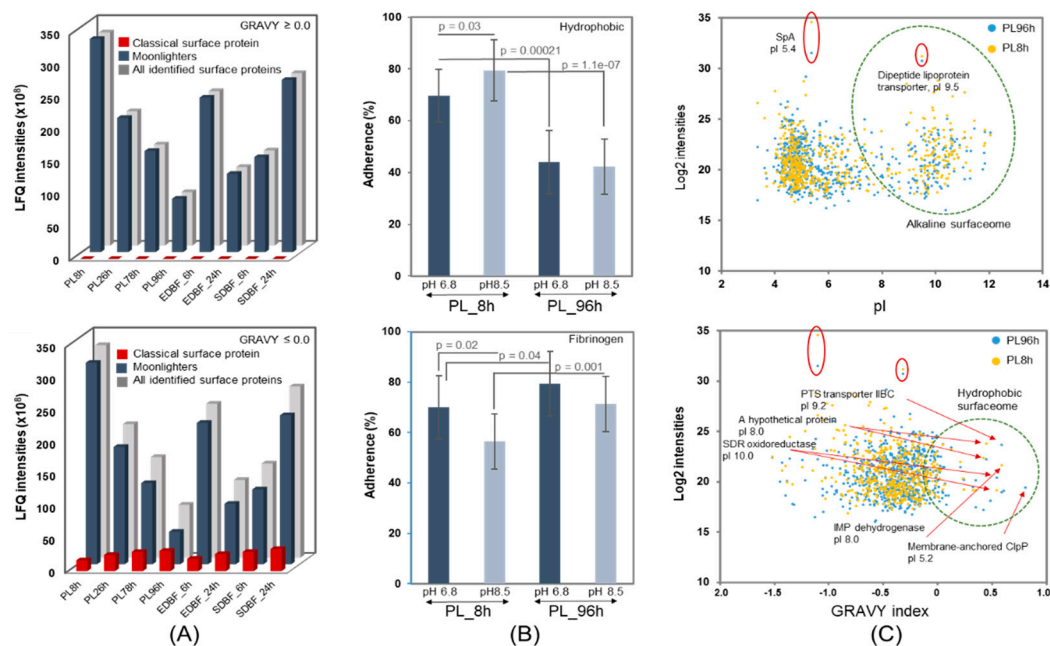 GRAVY ≥ 0.0
Classical surface protein
Moonlighters
All identified surface proteins
LFQ intensities (x10⁸)
350
300
250
200
150
100
50
0
PL8h
PL26h
PL78h
PL96h
EDBF_6h
EDBF_24h
SDBF_6h
SDBF_24h
GRAVY ≤ 0.0
Classical surface protein
Moonlighters
All identified surface proteins
LFQ intensities (x10⁸)
350
300
250
200
150
100
50
0
PL8h
PL26h
PL78h
PL96h
EDBF_6h
EDBF_24h
SDBF_6h
SDBF_24h
(A)
Hydrophobic
p = 0.03
p = 0.00021
p = 1.1e-07
Adherence (%)
100
80
60
40
20
0
pH 6.8 pH8.5 pH 6.8 pH 8.5
PL_8h PL_96h
Fibrinogen
p = 0.02
p = 0.04
p = 0.001
Adherence (%)
100
80
60
40
20
0
pH 6.8 pH8.5 pH 6.8 pH 8.5
PL_8h PL_96h
(B)
PL96h
PL8h
SpA
pI 5.4
Dipeptide lipoprotein
transporter, pI 9.5
Alkaline surfaceome
Log2 intensities
35
30
25
20
15
10
2 4 6 8 10 12 14
pI
PL96h
PL8h
PTS transporter IIBC
pI 9.2
Hydrophobic
surfaceome
A hypothetical protein
pI 8.0
SDR oxidoreductase
pI 10.0
IMP dehydrogenase
pI 8.0
Membrane-anchored ClpP
pI 5.2
Log2 intensities
35
30
25
20
15
10
2.0 -1.5 -1.0 -0.5 0.0 0.5 1.0
GRAVY index
(C)